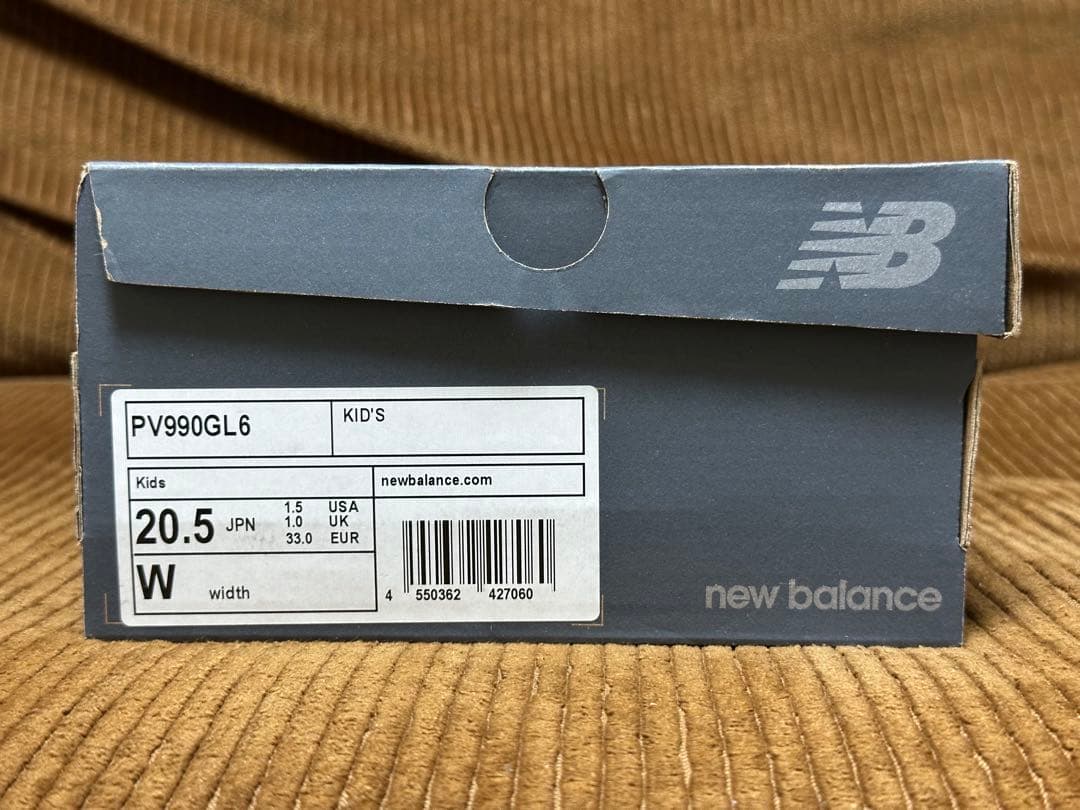 NB
PV990GL6
KID'S
Kids
newbalance.com
20.5 JPN
1.5 USA
1.0 UK
33.0 EUR
W width
4 550362 427060
new balance